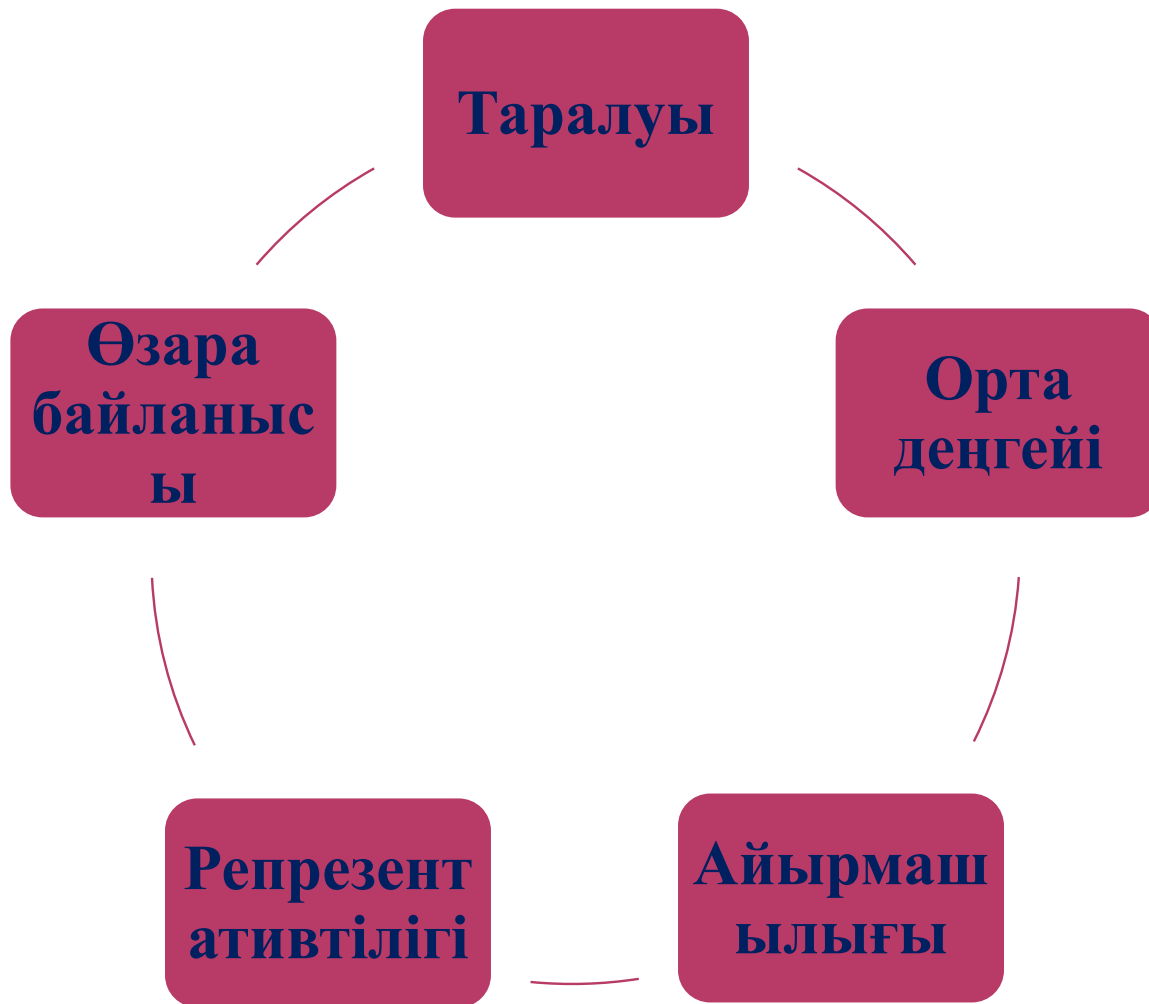 Таралуы
Орта
деңгейі
Айырмаш
ылығы
Репрезент
ативтілігі
Өзара
байланыс
ы